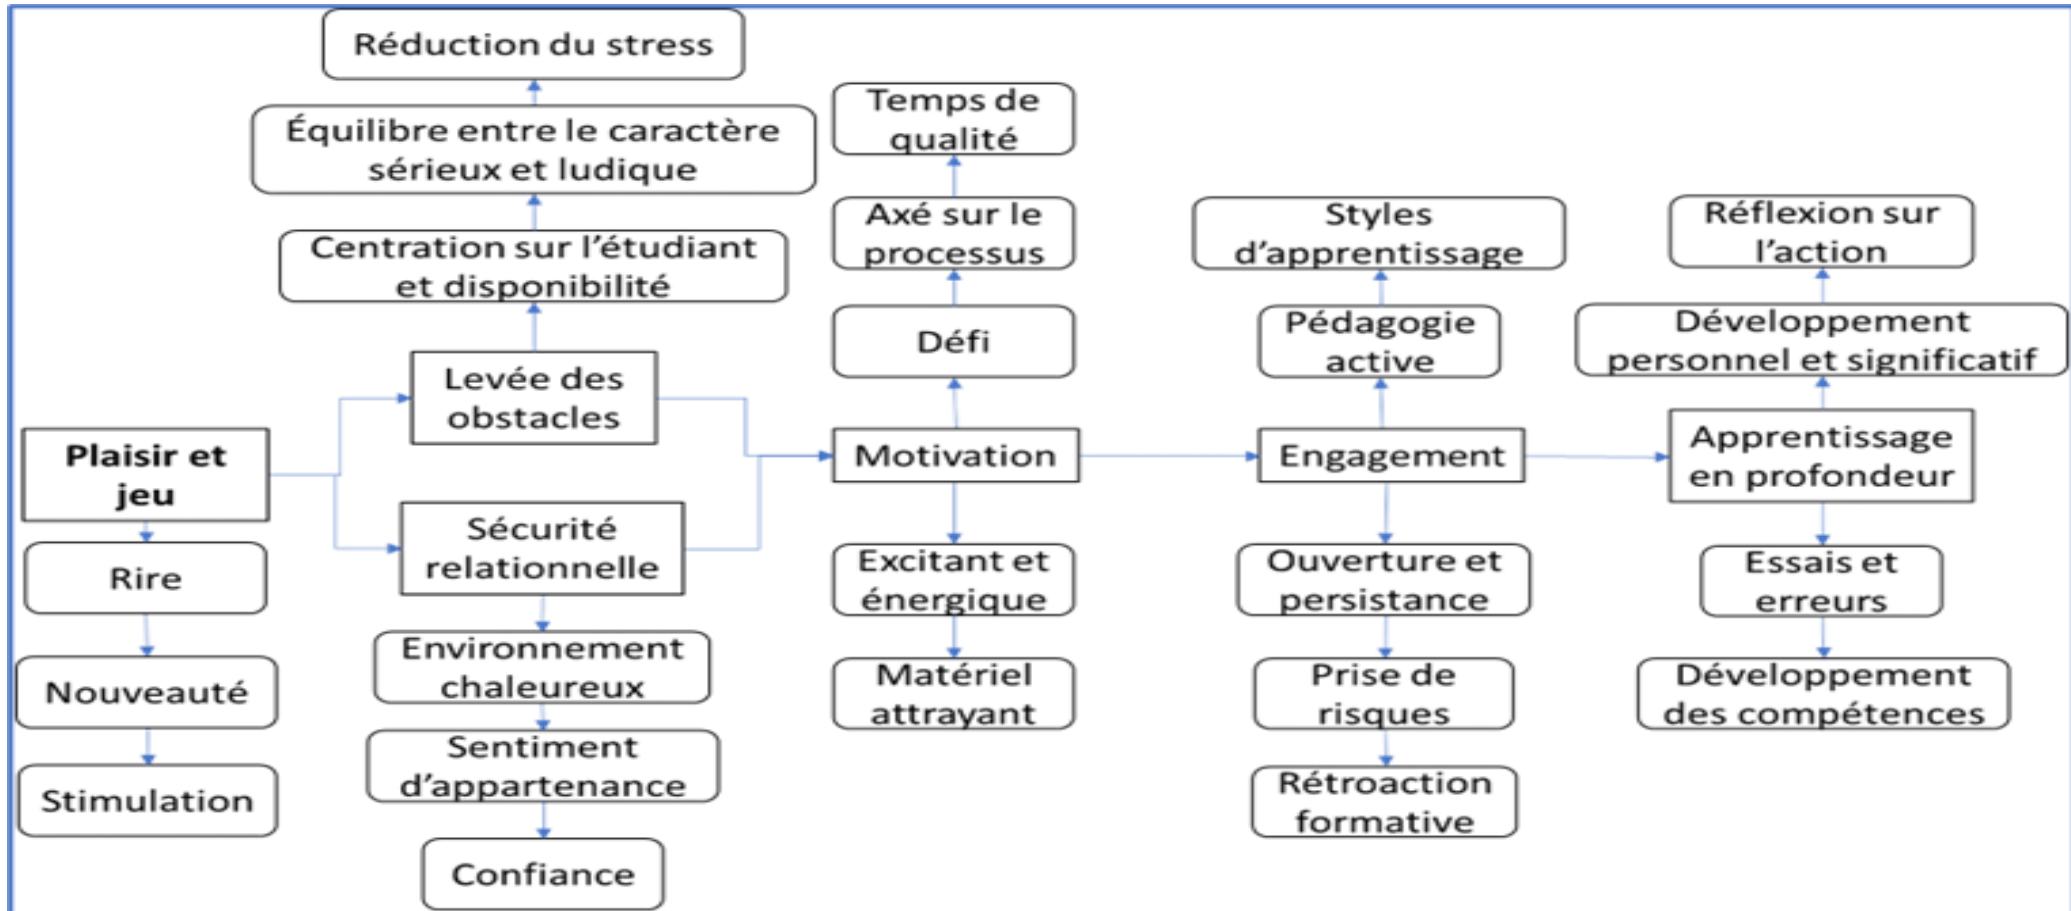 Réduction du stress
Équilibre entre le caractère
sérieux et ludique
Centration sur l'étudiant
et disponibilité
Levée des
obstacles
Plaisir et
jeu
Rire
Nouveauté
Stimulation
Sécurité
relationnelle
Environnement
chaleureux
Sentiment
d'appartenance
Confiance
Temps de
qualité
Axé sur le
processus
Défi
Motivation
Excitant et
énergique
Matériel
attrayant
Styles
d'apprentissage
Pédagogie
active
Engagement
Ouverture et
persistance
Prise de
risques
Rétroaction
formative
Réflexion sur
l'action
Développement
personnel et significatif
Apprentissage
en profondeur
Essais et
erreurs
Développement
des compétences